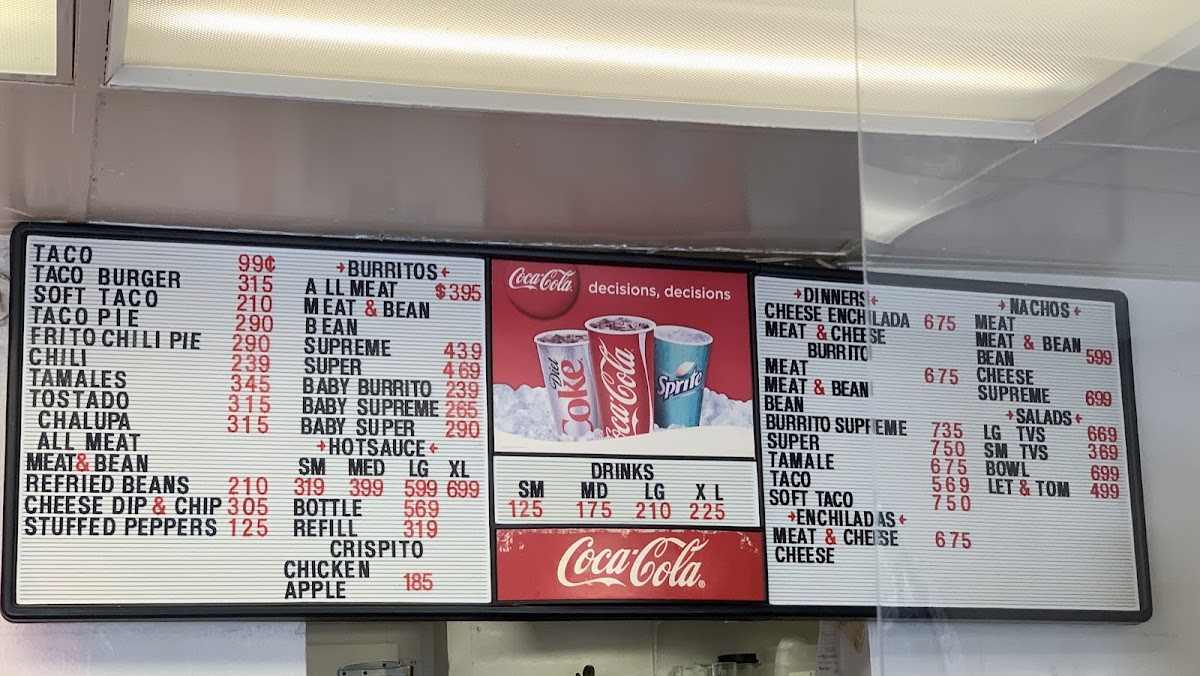 TACO 99¢
TACO BURGER 315
SOFT TACO 210
TACO PIE 290
FRITO CHILI PIE 290
CHILI 239
TAMALES 345
TOSTADO 315
CHALUPA 315
ALL MEAT
MEAT & BEAN
REFRIED BEANS 210
CHEESE DIP & CHIP 305
STUFFED PEPPERS 125
BURRITOS
ALL MEAT $3.95
MEAT & BEAN
BEAN
SUPREME 439
SUPER 469
BABY BURRITO 239
BABY SUPREME 265
BABY SUPER 290
HOTSAUCE
SM MED LG XL
319 399 599 699
BOTTLE 569
REFILL 319
CRISPITO
CHICKEN
APPLE 185
Coca-Cola
decisions, decisions
Diet Coke
Coca-Cola
Sprite
DRINKS
SM MD LG XL
125 175 210 225
Coca-Cola®
DINNERS
CHEESE ENCHILADA 675
MEAT & CHEESE
BURRITO
MEAT 675
MEAT & BEAN
BEAN
BURRITO SUPREME 735
SUPER 750
TAMALE 675
TACO 569
SOFT TACO 750
ENCHILADAS
MEAT & CHEESE 675
CHEESE
NACHOS
MEAT
MEAT & BEAN
BEAN 599
CHEESE
SUPREME 699
SALADS
LG TVS 669
SM TVS 369
BOWL 699
LET & TOM 499